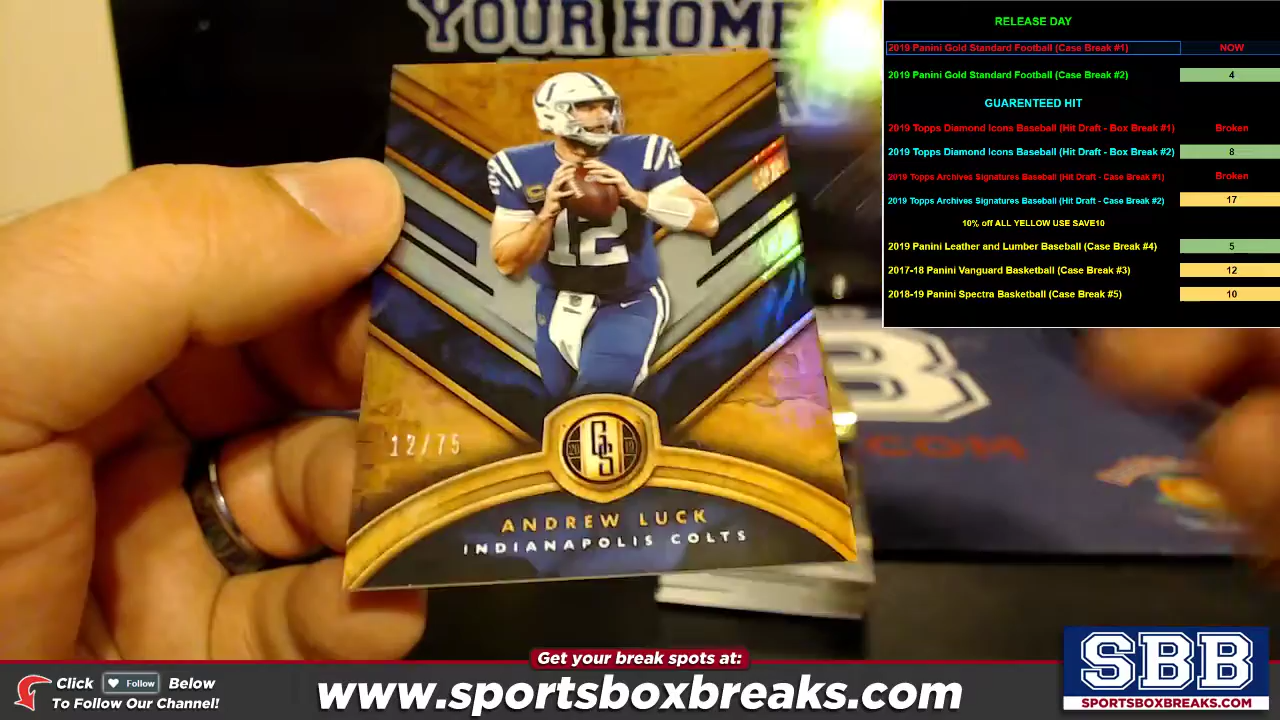 YOUR HOME
RELEASE DAY
2019 Panini Gold Standard Football (Case Break #1) NOW
2019 Panini Gold Standard Football (Case Break #2) 4
GUARENTEED HIT
2019 Topps Diamond Icons Baseball (Hit Draft - Box Break #1) Broken
2019 Topps Diamond Icons Baseball (Hit Draft - Box Break #2) 8
2019 Topps Archives Signatures Baseball (Hit Draft - Case Break #1) Broken
2019 Topps Archives Signatures Baseball (Hit Draft - Case Break #2) 17
10% off ALL YELLOW USE SAVE10
2019 Panini Leather and Lumber Baseball (Case Break #4) 5
2017-18 Panini Vanguard Basketball (Case Break #3) 12
2018-19 Panini Spectra Basketball (Case Break #5) 10
12
12
12/75
20 GS 19
ANDREW LUCK
INDIANAPOLIS COLTS
B
.COM
Get your break spots at:
Click Follow Below
To Follow Our Channel!
www.sportsboxbreaks.com
SBB
SPORTSBOXBREAKS.COM